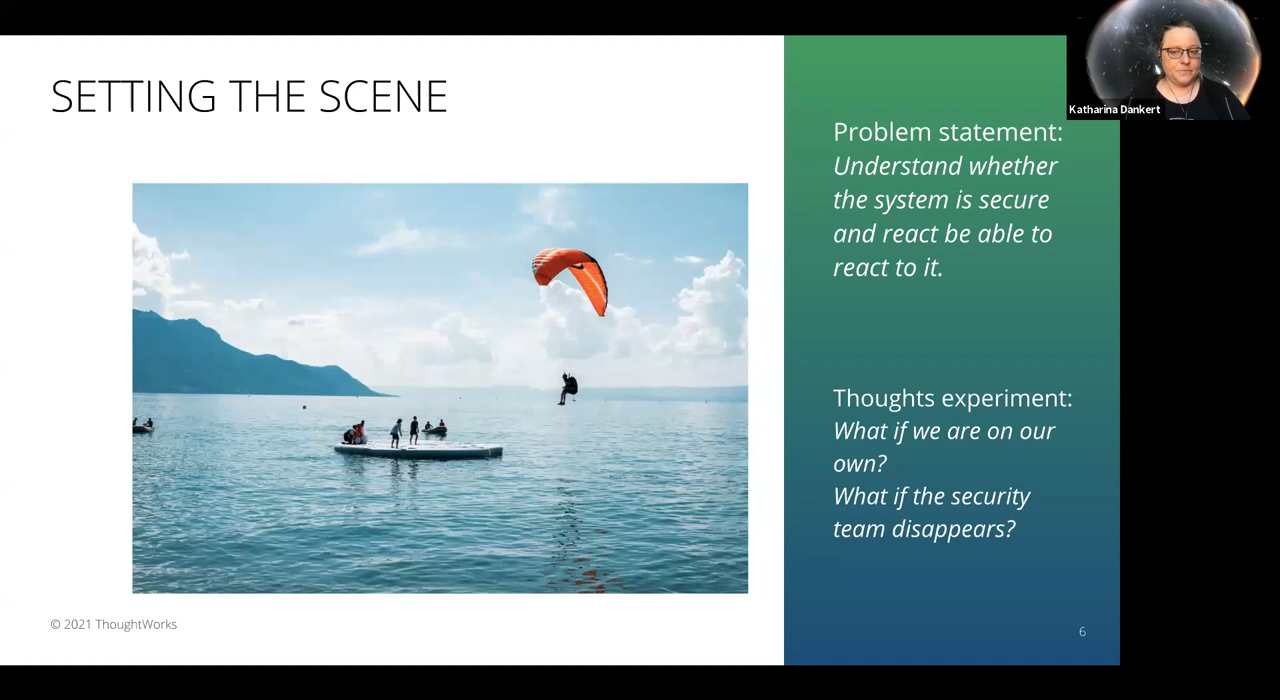 SETTING THE SCENE
Katharina Dankert
Problem statement:
Understand whether
the system is secure
and react be able to
react to it.
Thoughts experiment:
What if we are on our
own?
What if the security
team disappears?
© 2021 ThoughtWorks
6